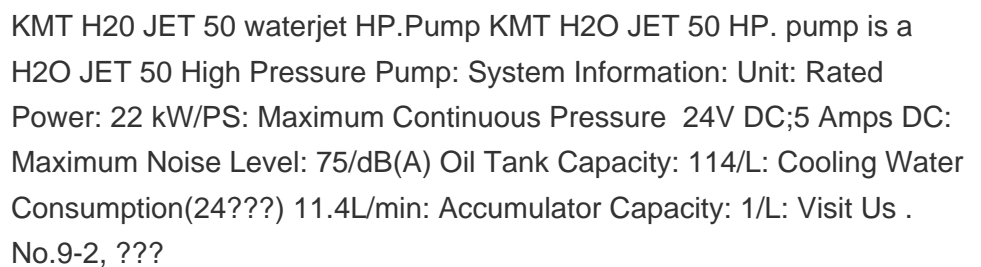 KMT H20 JET 50 waterjet HP.Pump KMT H2O JET 50 HP. pump is a
H2O JET 50 High Pressure Pump: System Information: Unit: Rated
Power: 22 kW/PS: Maximum Continuous Pressure  24V DC;5 Amps DC:
Maximum Noise Level: 75/dB(A) Oil Tank Capacity: 114/L: Cooling Water
Consumption(24???) 11.4L/min: Accumulator Capacity: 1/L: Visit Us .
No.9-2, ???